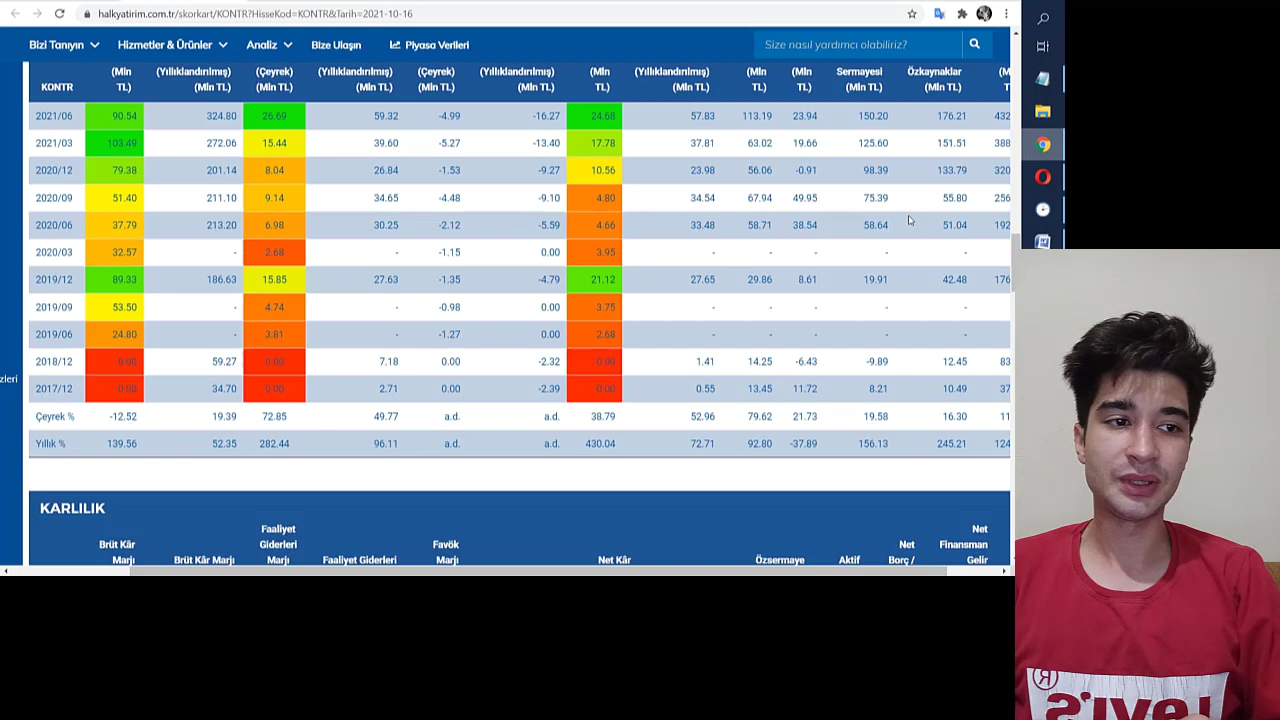 halkyatirim.com.tr/skorkart/KONTR?HisseKod=KONTR&Tarih=2021-10-16
Bizi Tanıyın Hizmetler & Ürünler Analiz Bize Ulaşın Piyasa Verileri Size nasıl yardımcı olabiliriz?
(Mln (Yıllıklandırılmış) (Çeyrek) (Yıllıklandırılmış) (Çeyrek) (Yıllıklandırılmış) (Mln (Yıllıklandırılmış) (Mln (Mln Sermayesi Özkaynaklar (M
KONTR TL) (Mln TL) (Mln TL) (Mln TL) (Mln TL) (Mln TL) TL) (Mln TL) TL) TL) (Mln TL) (Mln TL) T
2021/06 90.54 324.80 26.69 59.32 -4.99 -16.27 24.68 57.83 113.19 23.94 150.20 176.21 432
2021/03 103.49 272.06 15.44 39.60 -5.27 -13.40 17.78 37.81 63.02 19.66 125.60 151.51 388
2020/12 79.38 201.14 8.04 26.84 -1.53 -9.27 10.56 23.98 56.06 -0.91 98.39 133.79 320
2020/09 51.40 211.10 9.14 34.65 -4.48 -9.10 4.80 34.54 67.94 49.95 75.39 55.80 256
2020/06 37.79 213.20 6.98 30.25 -2.12 -5.59 4.66 33.48 58.71 38.54 58.64 51.04 192
2020/03 32.57 - 2.68 - -1.15 0.00 3.95 - - - - -
2019/12 89.33 186.63 15.85 27.63 -1.35 -4.79 21.12 27.65 29.86 8.61 19.91 42.48 176
2019/09 53.50 - 4.74 - -0.98 0.00 3.75 - - - - -
2019/06 24.80 - 3.81 - -1.27 0.00 2.68 - - - - -
2018/12 0.00 59.27 0.00 7.18 0.00 -2.32 0.00 1.41 14.25 -6.43 -9.89 12.45 83
2017/12 0.00 34.70 0.00 2.71 0.00 -2.39 0.00 0.55 13.45 11.72 8.21 10.49 37
Çeyrek % -12.52 19.39 72.85 49.77 a.d. a.d. 38.79 52.96 79.62 21.73 19.58 16.30 11
Yıllık % 139.56 52.35 282.44 96.11 a.d. a.d. 430.04 72.71 92.80 -37.89 156.13 245.21 124
zleri
KARLILIK
Faaliyet Net
Brüt Kâr Giderleri Favök Net Finansman
Marjı Brüt Kâr Marjı Marjı Faaliyet Giderleri Marjı Net Kâr Özsermaye Aktif Borç / Gelir
Levi's
®